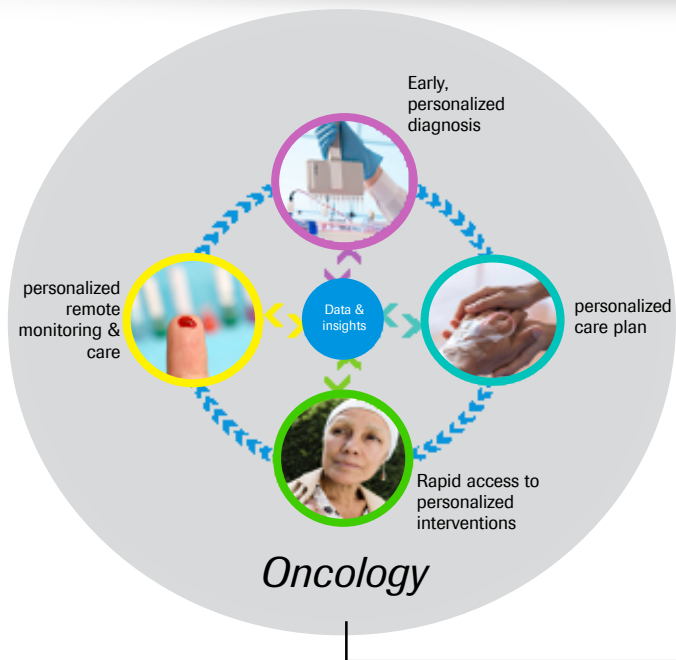 Early,
personalized
diagnosis
personalized
remote
monitoring &
care
Data &
insights
personalized
care plan
Rapid access to
personalized
interventions
Oncology